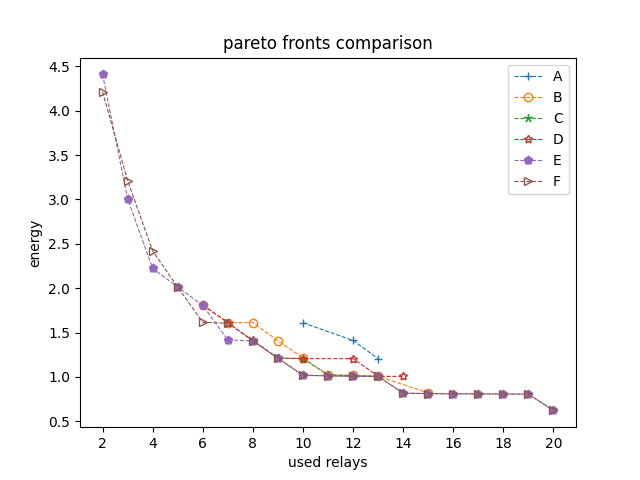 pareto fronts comparison
4.5
4.0
3.5
3.0
2.5
2.0
1.5
1.0
0.5
energy
A
B
C
D
E
F
2 4 6 8 10 12 14 16 18 20
used relays